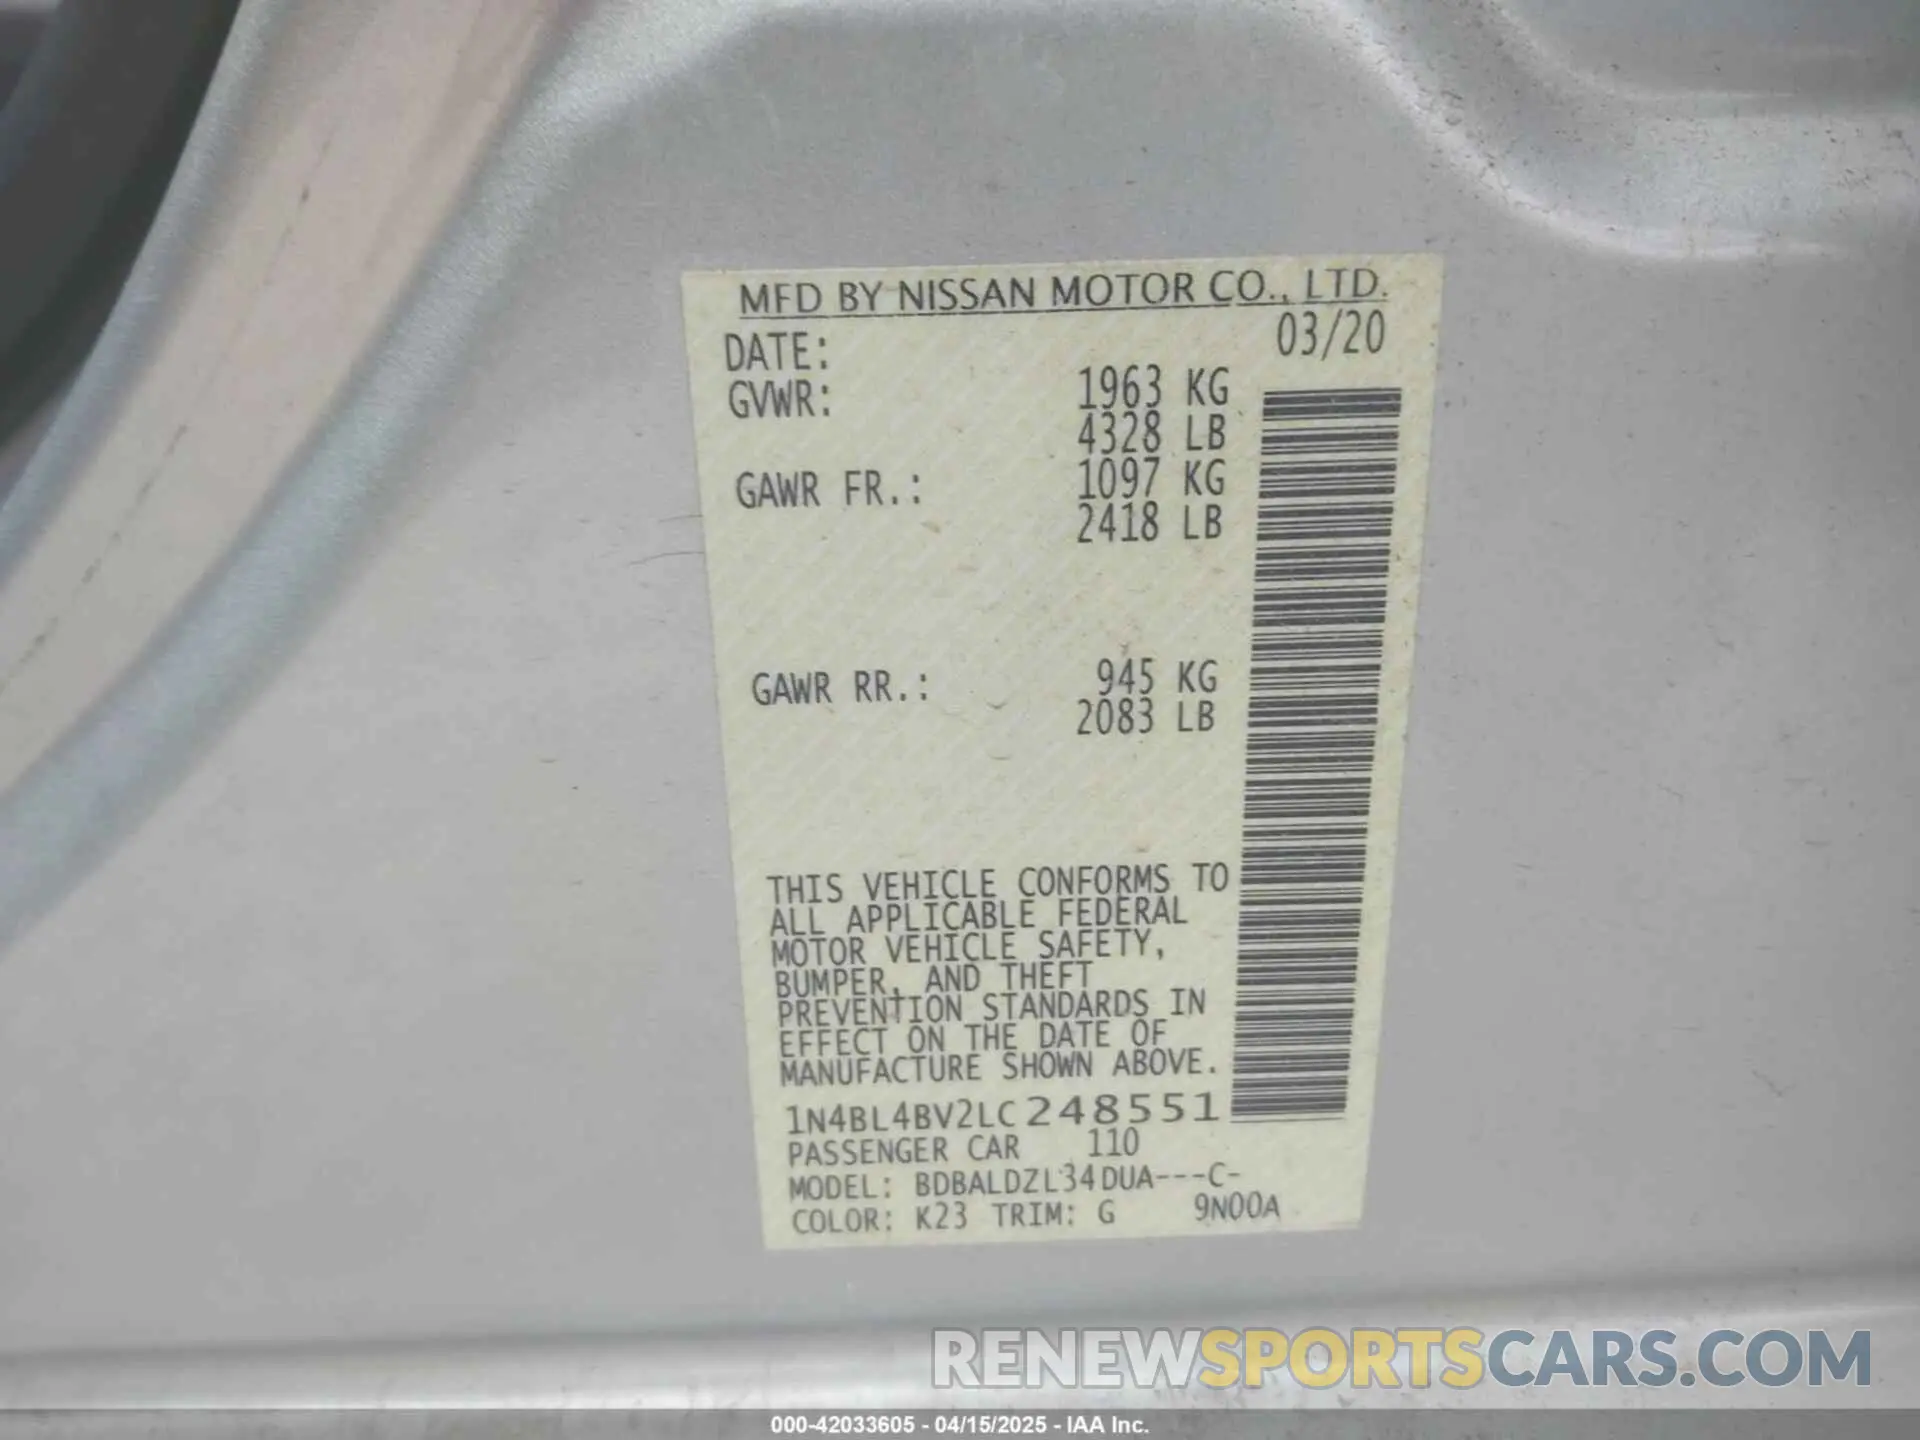 MFD BY NISSAN MOTOR CO., LTD.
DATE: 03/20
GVWR: 1963 KG
4328 LB
GAWR FR.: 1097 KG
2418 LB
GAWR RR.: 945 KG
2083 LB
THIS VEHICLE CONFORMS TO
ALL APPLICABLE FEDERAL
MOTOR VEHICLE SAFETY,
BUMPER, AND THEFT
PREVENTION STANDARDS IN
EFFECT ON THE DATE OF
MANUFACTURE SHOWN ABOVE.
1N4BL4BV2LC248551
PASSENGER CAR 110
MODEL: BDBALDZL34DUA---C-
COLOR: K23 TRIM: G 9N00A
RENEWSPORTSCARS.COM
000-42033605 - 04/15/2025 - IAA Inc.